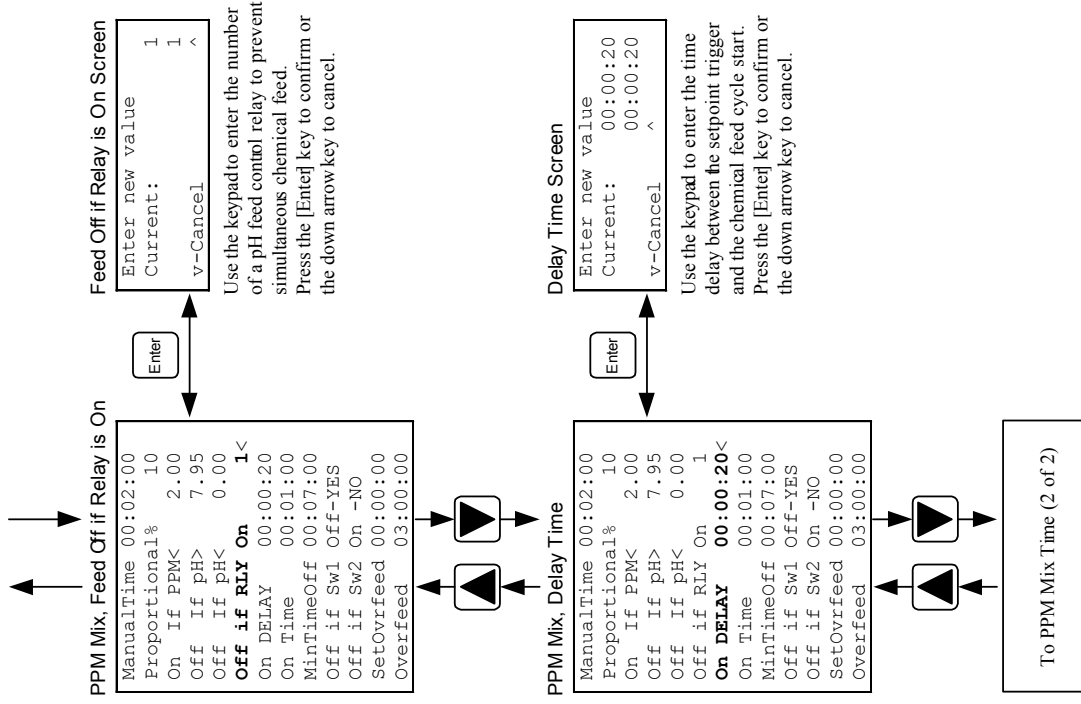 PPM Mix, Feed Off if Relay is On
ManualTime 00:02:00
Proportional% 10
On If PPM< 2.00
Off If pH> 7.95
Off If pH< 0.00
Off if RLY On 1<
On DELAY 00:00:20
On Time 00:01:00
MinTimeOff 00:07:00
Off if Sw1 Off-YES
Off if Sw2 On -NO
SetOvrfeed 00:00:00
Overfeed 03:00:00
Enter
Feed Off if Relay is On Screen
Enter new value
Current: 1
1
v-Cancel ^
Use the keypad to enter the number
of a pH feed control relay to prevent
simultaneous chemical feed.
Press the [Enter] key to confirm or
the down arrow key to cancel.
PPM Mix, Delay Time
ManualTime 00:02:00
Proportional% 10
On If PPM< 2.00
Off If pH> 7.95
Off If pH< 0.00
Off if RLY On 1
On DELAY 00:00:20<
On Time 00:01:00
MinTimeOff 00:07:00
Off if Sw1 Off-YES
Off if Sw2 On -NO
SetOvrfeed 00:00:00
Overfeed 03:00:00
Enter
Delay Time Screen
Enter new value
Current: 00:00:20
00:00:20
v-Cancel ^
Use the keypad to enter the time
delay between the setpoint trigger
and the chemical feed cycle start.
Press the [Enter] key to confirm or
the down arrow key to cancel.
To PPM Mix Time (2 of 2)